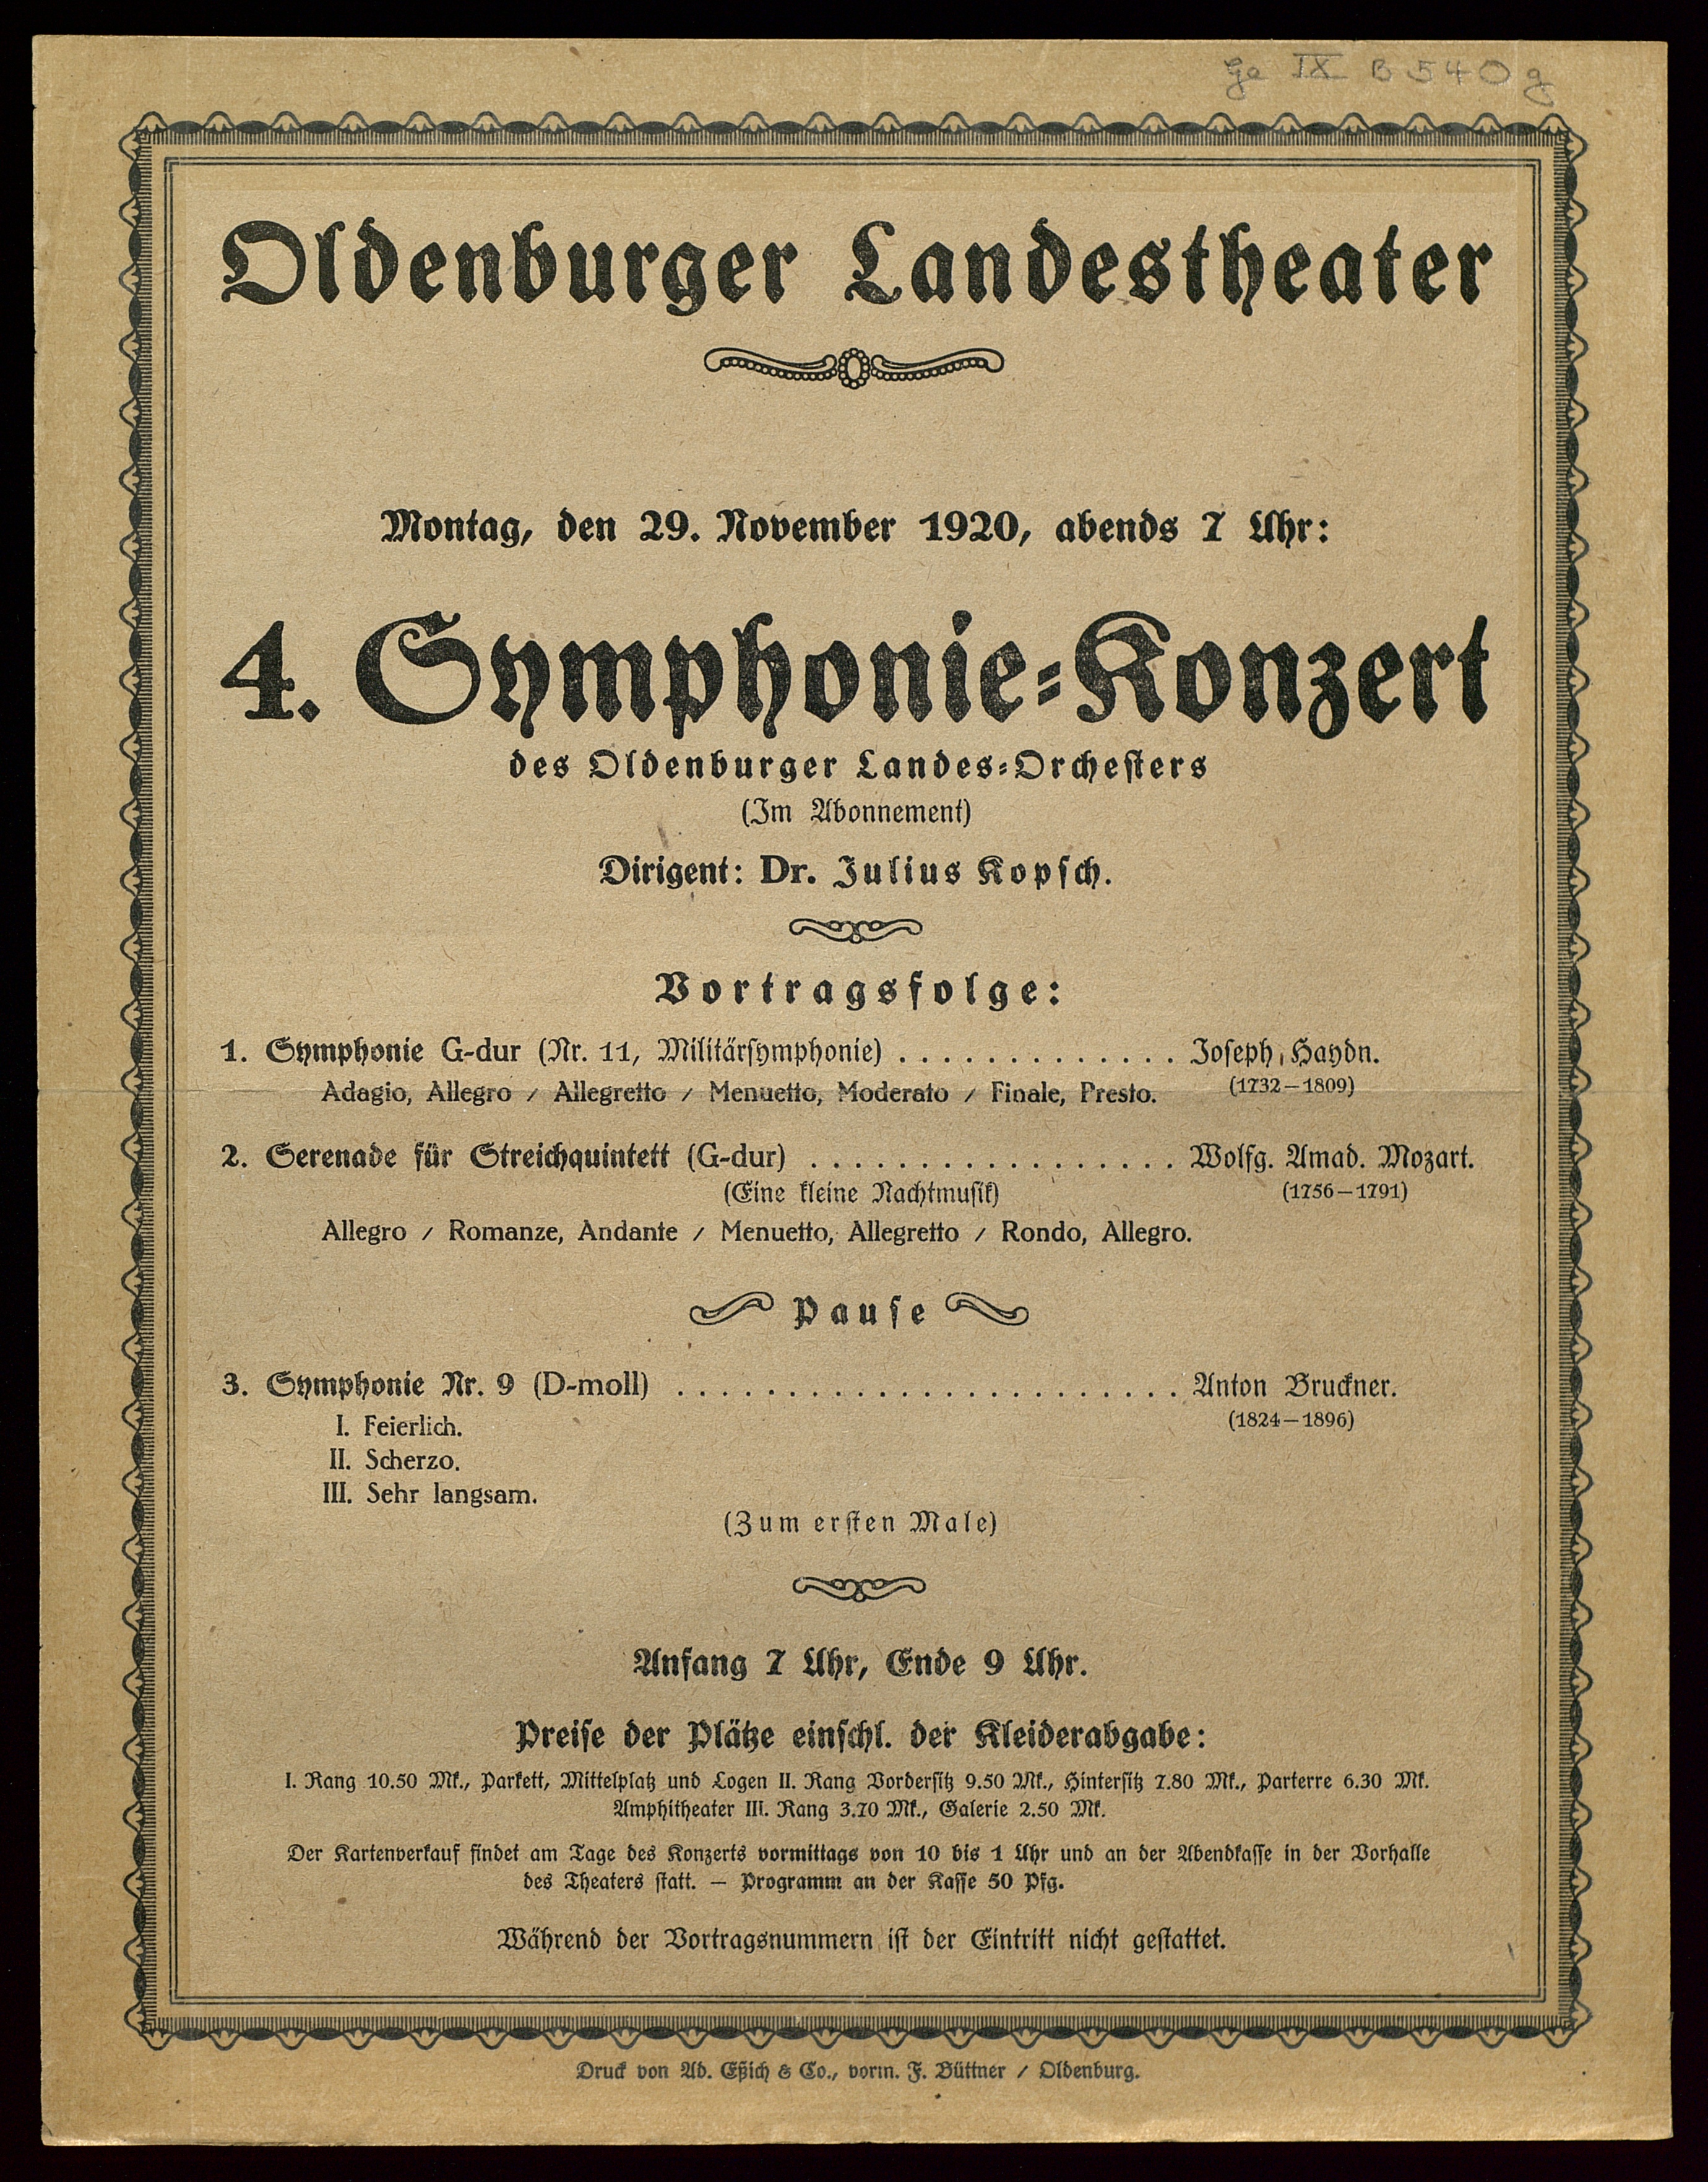 Ge IX B 540 g
Oldenburger Landestheater
Montag, den 29. November 1920, abends 7 Uhr:
4. Symphonie=Konzert
des Oldenburger Landes=Orchesters
(Im Abonnement)
Dirigent: Dr. Julius Kopsch.
Vortragsfolge:
1. Symphonie G-dur (Nr. 11, Militärsymphonie) . . . . . . . . . . . . . Joseph Haydn.
Adagio, Allegro / Allegretto / Menuetto, Moderato / Finale, Presto. (1732—1809)
2. Serenade für Streichquintett (G-dur) . . . . . . . . . . . . . . . . . Wolfg. Amad. Mozart.
(Eine kleine Nachtmusik) (1756—1791)
Allegro / Romanze, Andante / Menuetto, Allegretto / Rondo, Allegro.
Pause
3. Symphonie Nr. 9 (D-moll) . . . . . . . . . . . . . . . . . . . . . . . Anton Bruckner.
I. Feierlich. (1824—1896)
II. Scherzo.
III. Sehr langsam.
(Zum ersten Male)
Anfang 7 Uhr, Ende 9 Uhr.
Preise der Plätze einschl. der Kleiderabgabe:
I. Rang 10.50 Mk., Parkett, Mittelplatz und Logen II. Rang Vordersitz 9.50 Mk., Hintersitz 7.80 Mk., Parterre 6.30 Mk.
Amphitheater III. Rang 3.70 Mk., Galerie 2.50 Mk.
Der Kartenverkauf findet am Tage des Konzerts vormittags von 10 bis 1 Uhr und an der Abendkasse in der Vorhalle
des Theaters statt. — Programm an der Kasse 50 Pfg.
Während der Vortragsnummern ist der Eintritt nicht gestattet.
Druck von Ad. Eßich & Co., vorm. F. Büttner / Oldenburg.